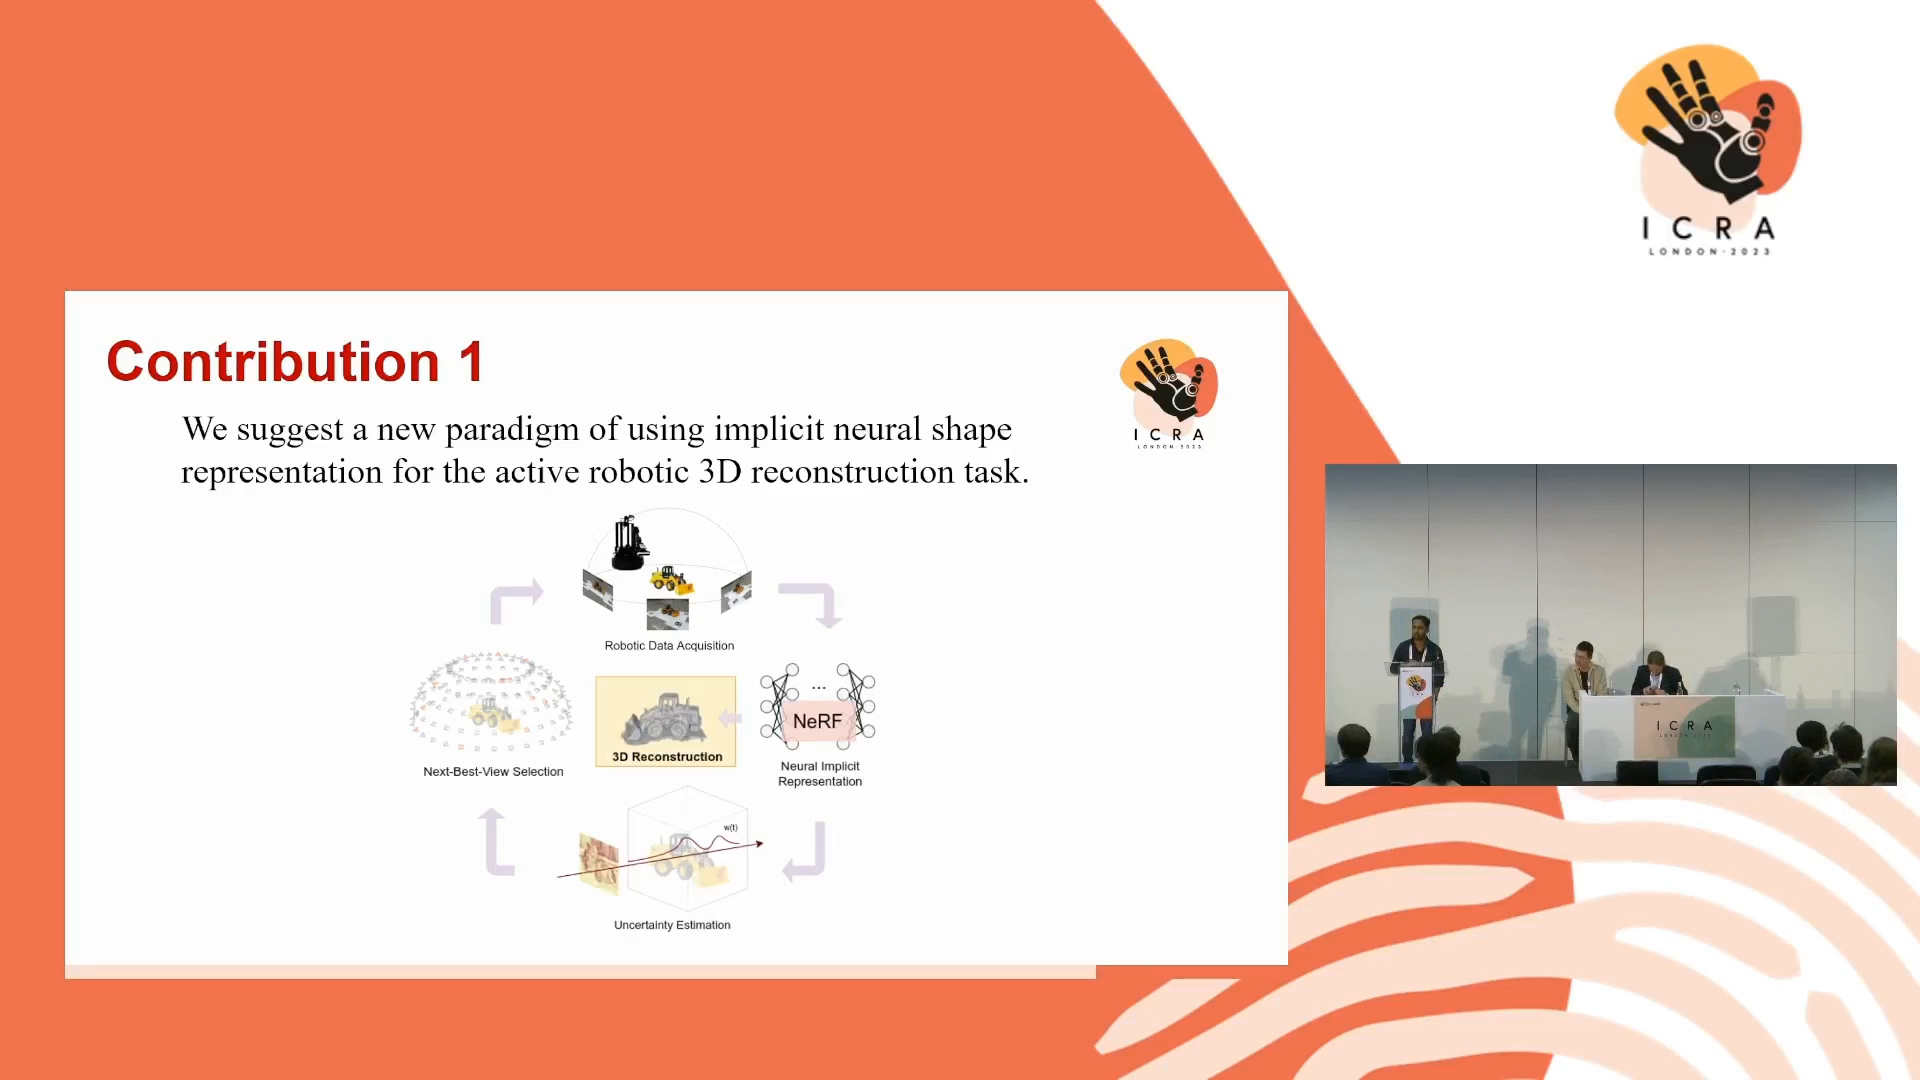 ICRA
LONDON·2023
Contribution 1
We suggest a new paradigm of using implicit neural shape
representation for the active robotic 3D reconstruction task.
ICRA
LONDON 2023
Robotic Data Acquisition
NeRF
...
3D Reconstruction
Next-Best-View Selection
Neural Implicit
Representation
w(t)
Uncertainty Estimation
ICRA